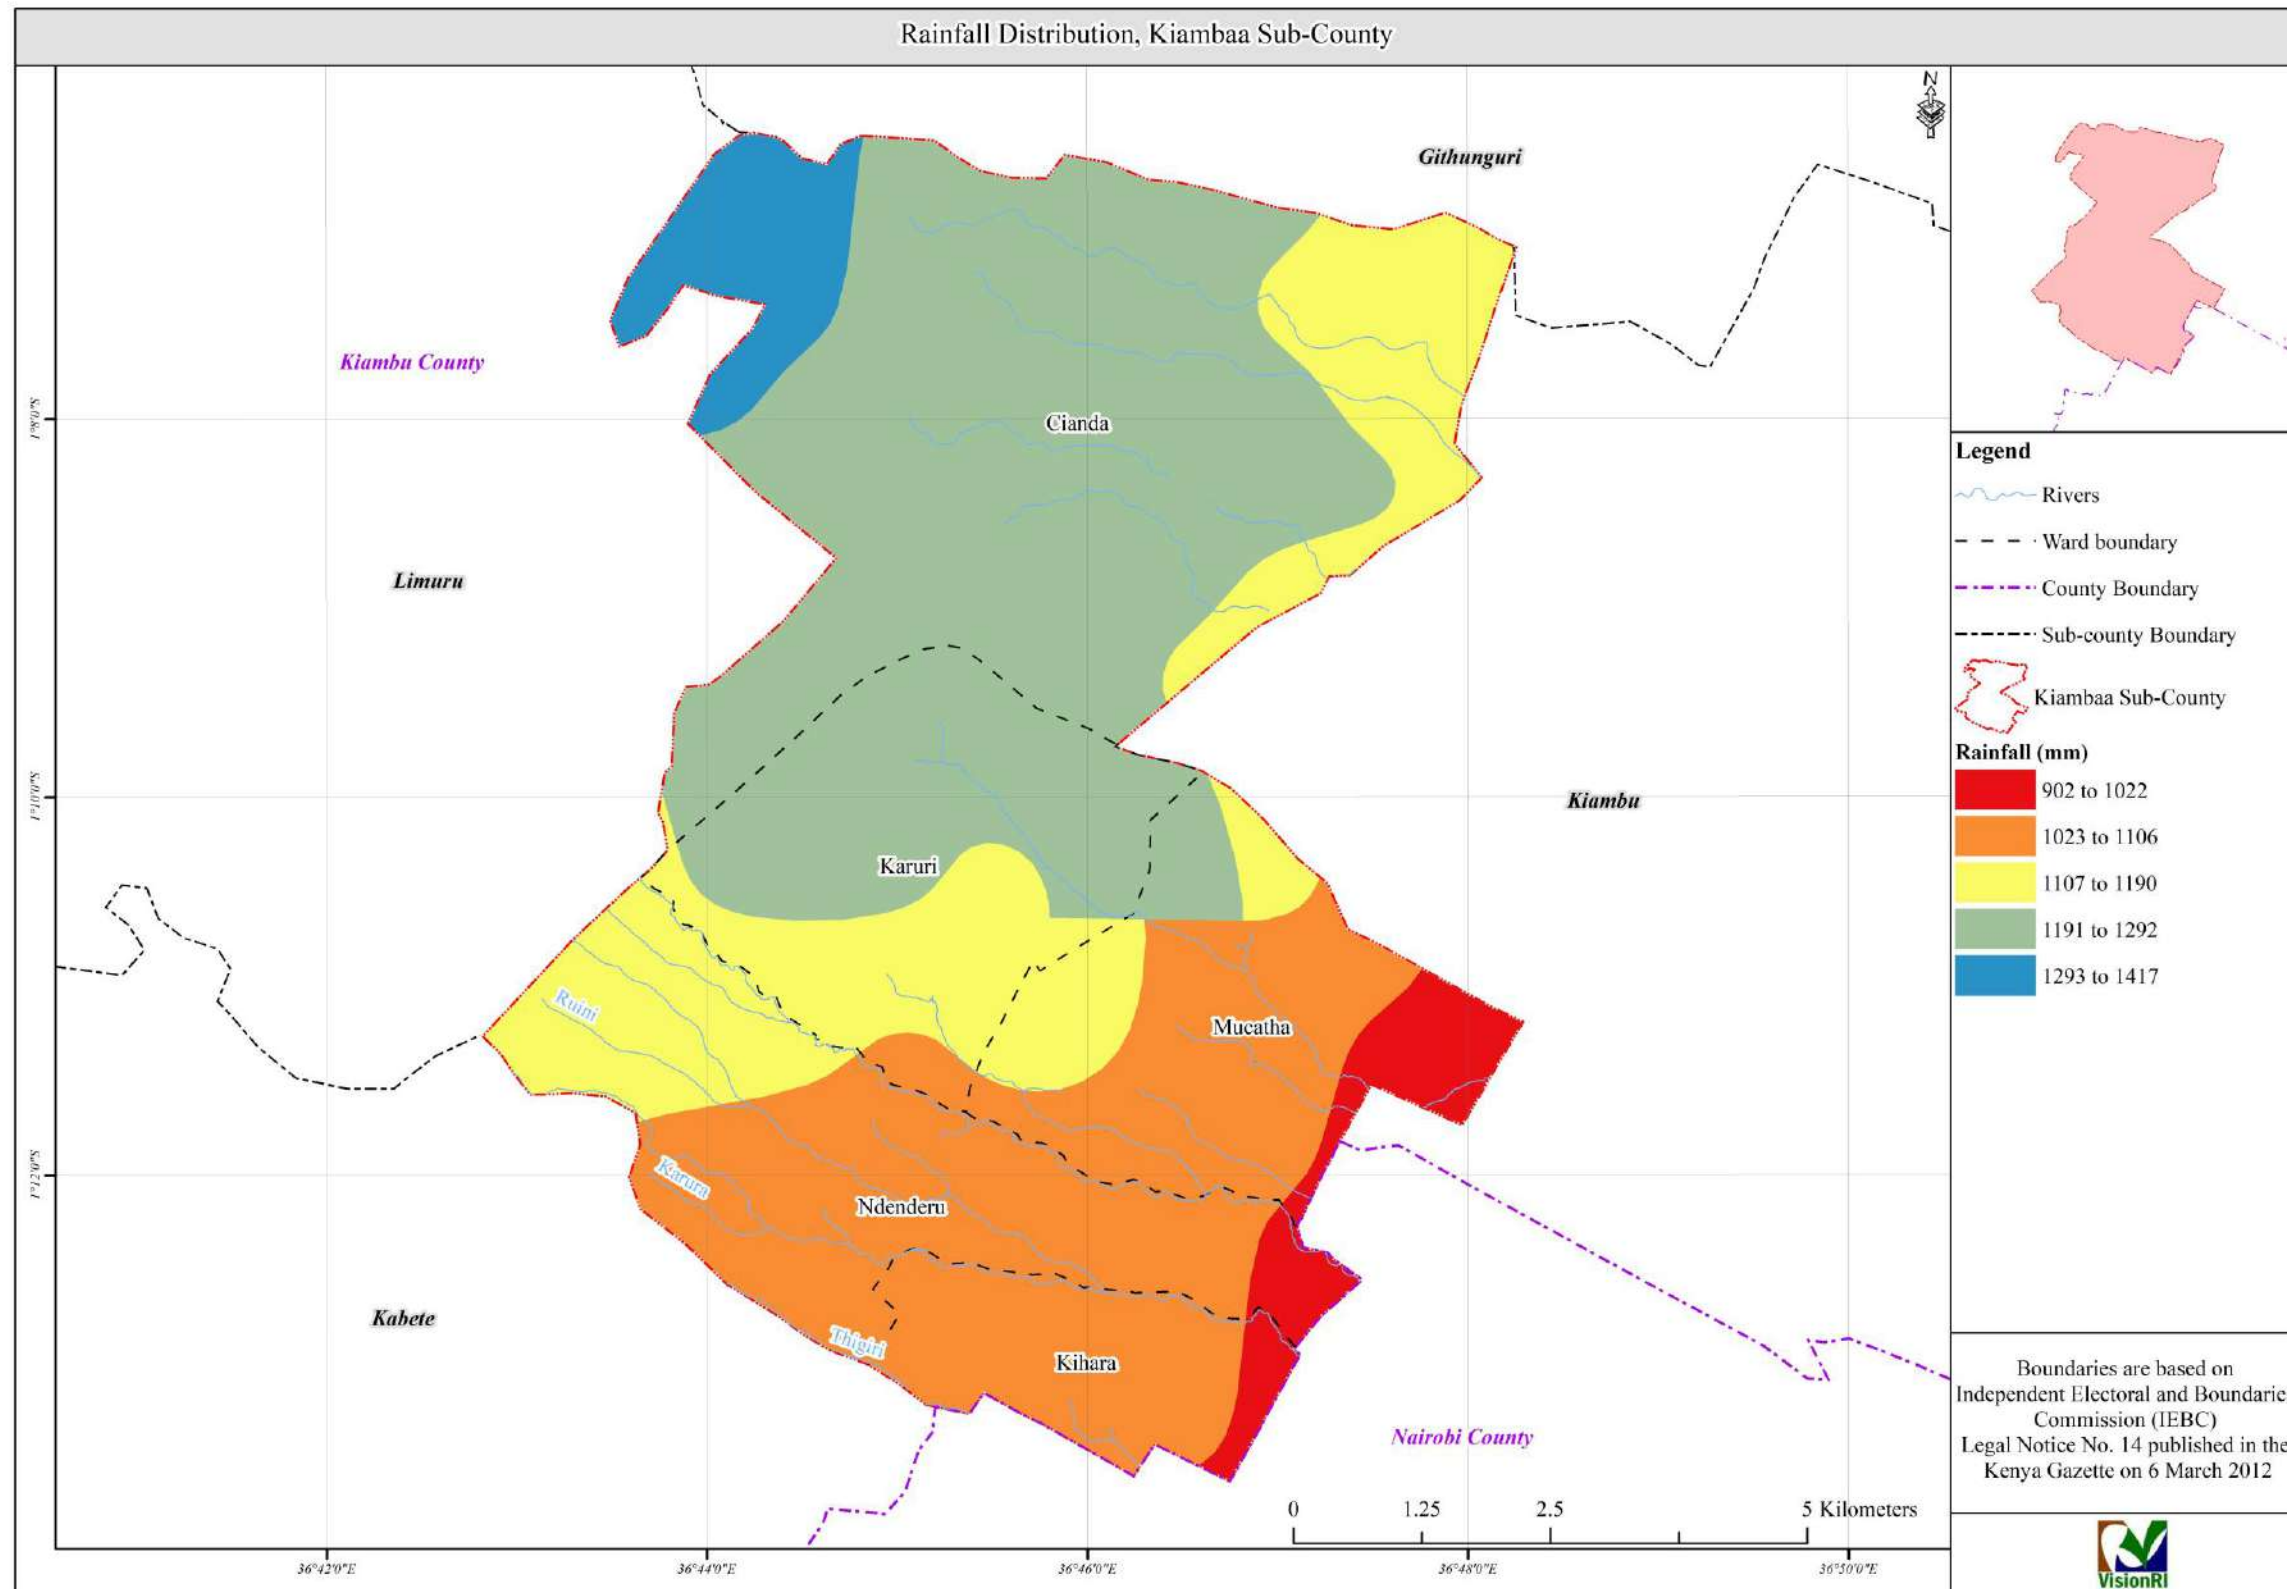 Rainfall Distribution, Kiambaa Sub-County
N
Githunguri
Kiambu County
Cianda
Limuru
Kiambu
Karuri
Ruini
Mucatha
Karura
Ndenderu
Kabete
Thigiri
Kihara
Nairobi County
1°8'0"S
1°10'0"S
1°12'0"S
0 1.25 2.5 5 Kilometers
36°42'0"E 36°44'0"E 36°46'0"E 36°48'0"E 36°50'0"E
Legend
Rivers
Ward boundary
County Boundary
Sub-county Boundary
Kiambaa Sub-County
Rainfall (mm)
902 to 1022
1023 to 1106
1107 to 1190
1191 to 1292
1293 to 1417
Boundaries are based on
Independent Electoral and Boundarie
Commission (IEBC)
Legal Notice No. 14 published in the
Kenya Gazette on 6 March 2012
VisionRI